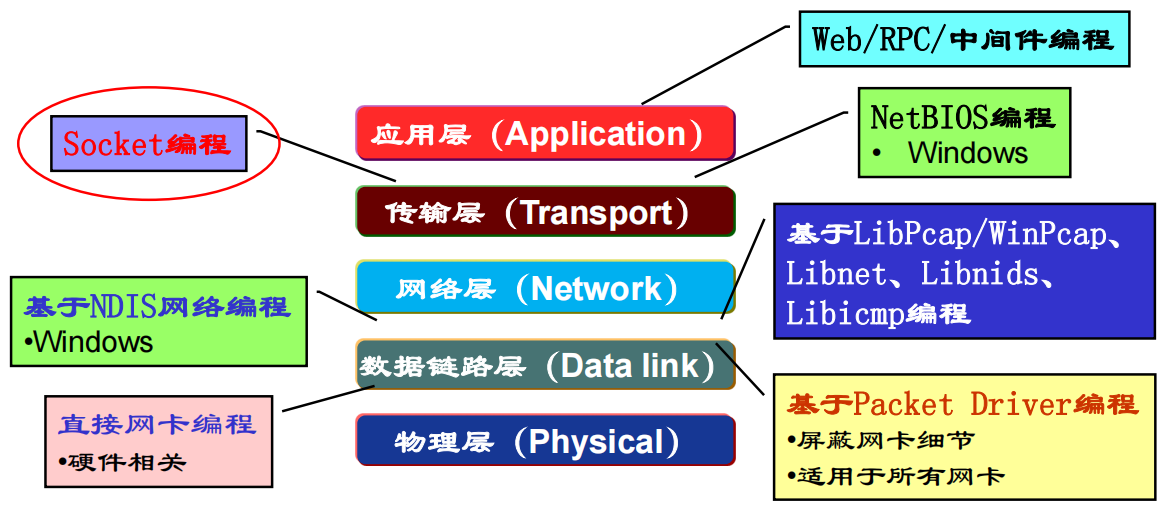 Web/RPC/中间件编程
Socket编程
应用层（Application）
NetBIOS编程
• Windows
传输层（Transport）
基于LibPcap/WinPcap、
Libnet、Libnids、
Libicmp编程
网络层（Network）
基于NDIS网络编程
•Windows
数据链路层（Data link）
直接网卡编程
•硬件相关
物理层（Physical）
基于Packet Driver编程
•屏蔽网卡细节
•适用于所有网卡